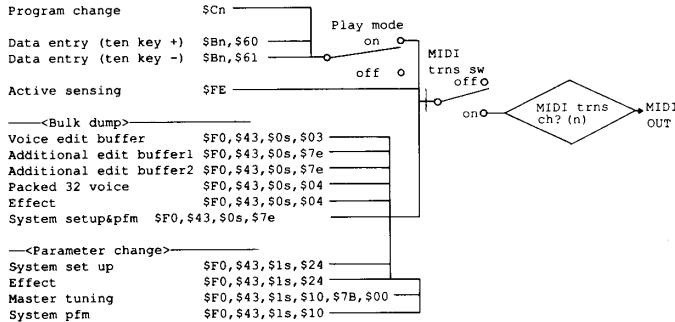 Program change $Cn
Play mode
Data entry (ten key +) $Bn,$60
on
Data entry (ten key -) $Bn,$61
MIDI
trns sw
off
off
Active sensing $FE
on
MIDI trns
ch?(n)
MIDI
OUT
<Bulk dump>
Voice edit buffer $F0,$43,$0s,$03
Additional edit buffer1 $F0,$43,$0s,$7e
Additional edit buffer2 $F0,$43,$0s,$7e
Packed 32 voice $F0,$43,$0s,$04
Effect $F0,$43,$0s,$04
System setup&pfm $F0,$43,$0s,$7e
<Parameter change>
System set up $F0,$43,$1s,$24
Effect $F0,$43,$1s,$24
Master tuning $F0,$43,$1s,$10,$7B,$00
System pfm $F0,$43,$1s,$10